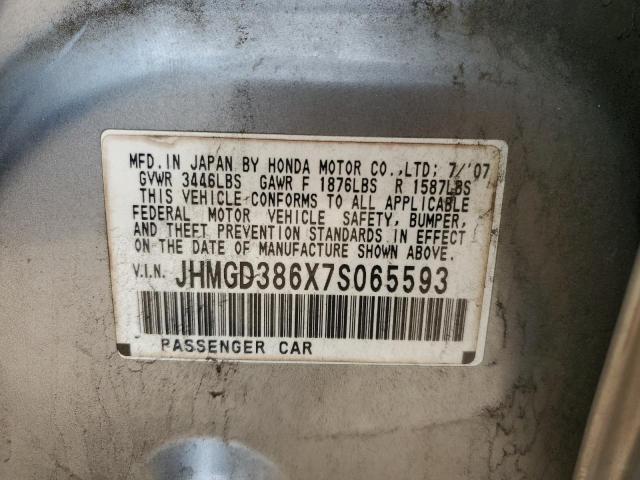 MFD.IN JAPAN BY HONDA MOTOR CO.,LTD; 7/'07
GVWR 3446LBS GAWR F 1876LBS R 1587LBS
THIS VEHICLE CONFORMS TO ALL APPLICABLE
FEDERAL MOTOR VEHICLE SAFETY, BUMPER,
AND THEFT PREVENTION STANDARDS IN EFFECT
ON THE DATE OF MANUFACTURE SHOWN ABOVE.
V.I.N. JHMGD386X7S065593
PASSENGER CAR